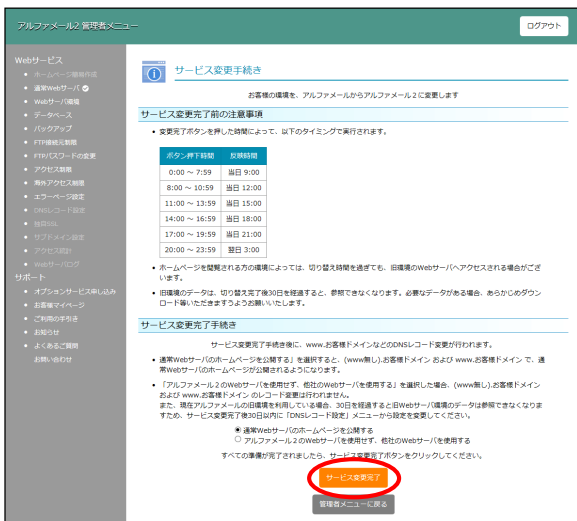 アルファメール2 管理者メニュー
ログアウト
Webサービス
ホームページ簡単作成
通常Webサーバ
Webサーバ環境
データベース
バックアップ
FTP接続元制限
FTPパスワードの変更
アクセス制限
海外アクセス制限
エラーページ設定
DNSレコード設定
独自SSL
サブドメイン設定
アクセス統計
Webサーバログ
サポート
オプションサービス申し込み
お客様マイページ
ご利用の手引き
お知らせ
よくあるご質問
お問い合わせ
サービス変更手続き
お客様の環境を、アルファメールからアルファメール2に変更します
サービス変更完了前の注意事項
• 変更完了ボタンを押した時間によって、以下のタイミングで実行されます。
ボタン押下時間 反映時間
0:00 ~ 7:59 当日 9:00
8:00 ~ 10:59 当日 12:00
11:00 ~ 13:59 当日 15:00
14:00 ~ 16:59 当日 18:00
17:00 ~ 19:59 当日 21:00
20:00 ~ 23:59 翌日 3:00
• ホームページを閲覧される方の環境によっては、切り替え時間を過ぎても、旧環境のWebサーバへアクセスされる場合がござ
います。
• 旧環境のデータは、切り替え完了後30日を経過すると、参照できなくなります。必要なデータがある場合、あらかじめダウン
ロード等いただきますようお願いいたします。
サービス変更完了手続き
サービス変更完了手続き後に、www.お客様ドメインなどのDNSレコード変更が行われます。
• 通常Webサーバのホームページを公開する」を選択すると、(www無し).お客様ドメイン および www.お客様ドメイン で、通
常Webサーバのホームページが公開されるようになります。
• 「アルファメール2のWebサーバを使用せず、他社のWebサーバを使用する」を選択した場合、(www無し).お客様ドメイン
および www.お客様ドメイン のレコード変更は行われません。
また、現在アルファメールの旧環境を利用している場合、30日を経過すると旧Webサーバ環境のデータは参照できなくなりま
すため、サービス変更完了後30日以内に「DNSレコード設定」メニューから設定を変更してください。
通常Webサーバのホームページを公開する
アルファメール2のWebサーバを使用せず、他社のWebサーバを使用する
すべての準備が完了されましたら、サービス変更完了ボタンをクリックしてください。
サービス変更完了
管理者メニューに戻る